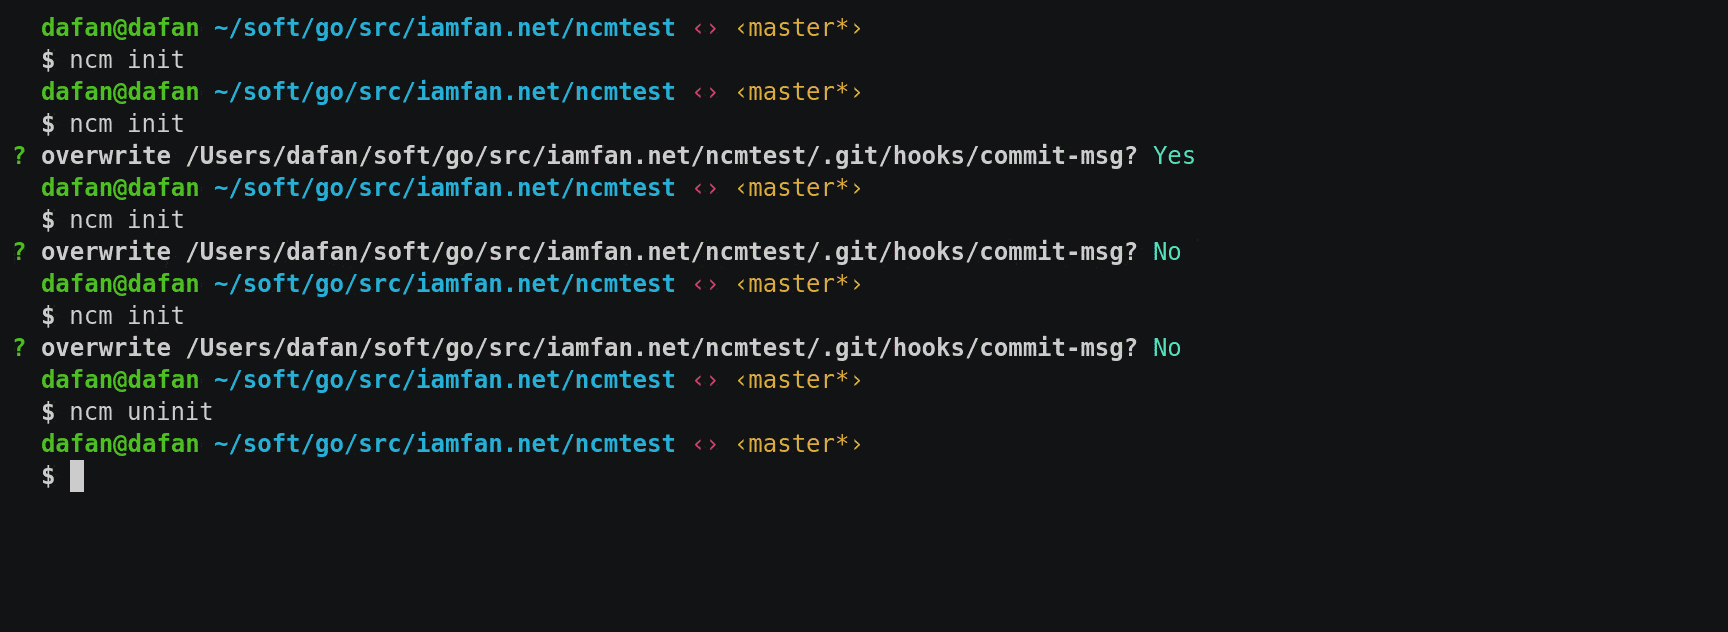 dafan@dafan ~/soft/go/src/iamfan.net/ncmtest ‹› ‹master*›
$ ncm init
dafan@dafan ~/soft/go/src/iamfan.net/ncmtest ‹› ‹master*›
$ ncm init
? overwrite /Users/dafan/soft/go/src/iamfan.net/ncmtest/.git/hooks/commit-msg? Yes
dafan@dafan ~/soft/go/src/iamfan.net/ncmtest ‹› ‹master*›
$ ncm init
? overwrite /Users/dafan/soft/go/src/iamfan.net/ncmtest/.git/hooks/commit-msg? No
dafan@dafan ~/soft/go/src/iamfan.net/ncmtest ‹› ‹master*›
$ ncm init
? overwrite /Users/dafan/soft/go/src/iamfan.net/ncmtest/.git/hooks/commit-msg? No
dafan@dafan ~/soft/go/src/iamfan.net/ncmtest ‹› ‹master*›
$ ncm uninit
dafan@dafan ~/soft/go/src/iamfan.net/ncmtest ‹› ‹master*›
$